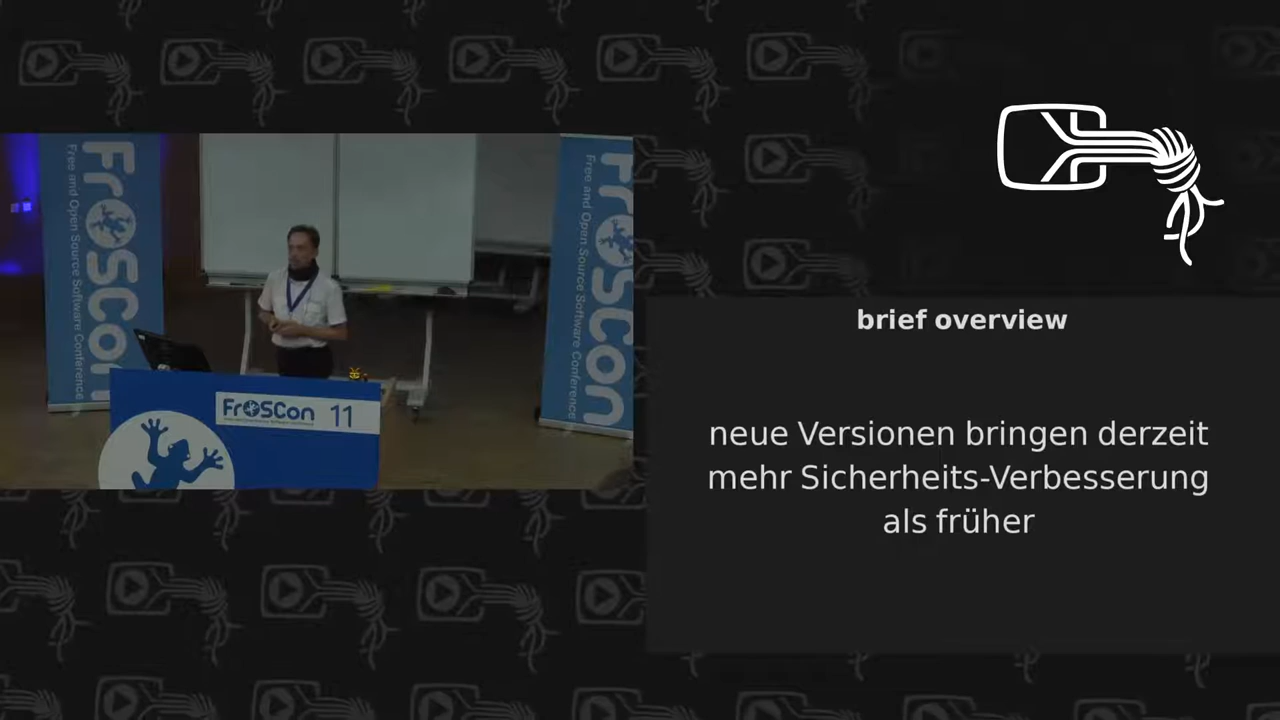 FrOSCon
Free and Open Source Software Conference
FrOSCon
Free and Open Source Software Conference
FrOSCon 11
brief overview
neue Versionen bringen derzeit
mehr Sicherheits-Verbesserung
als früher